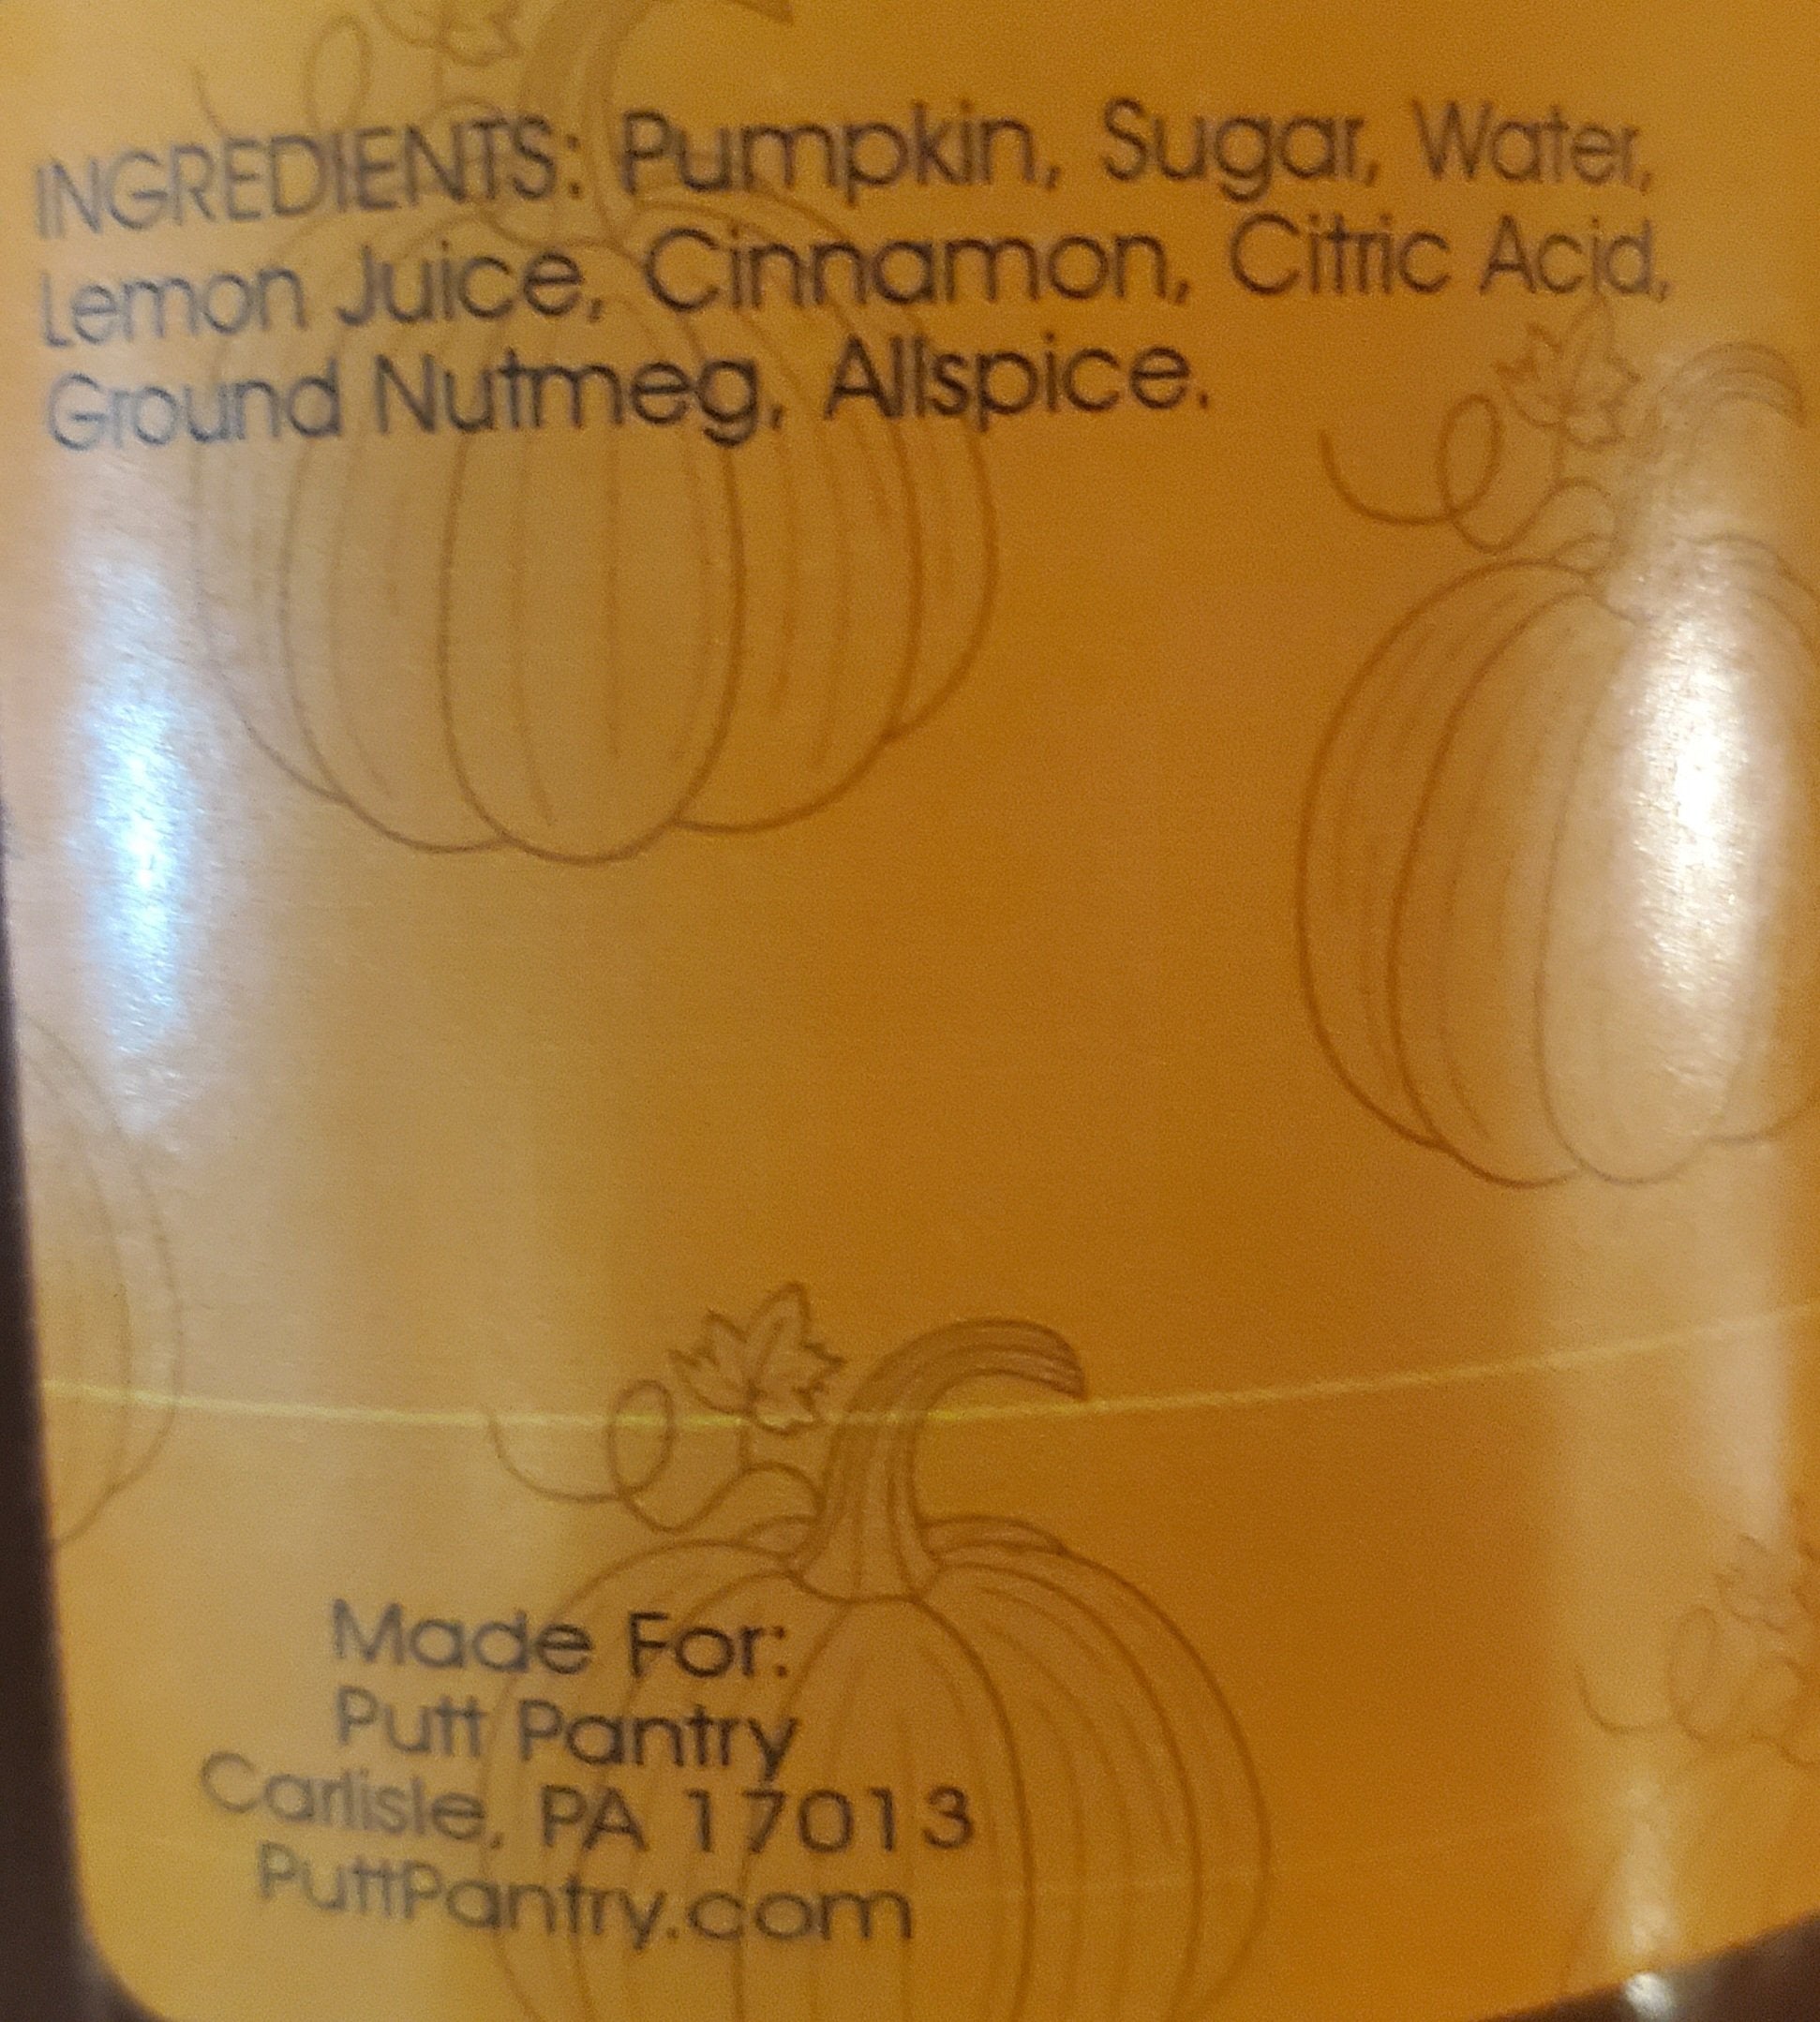 INGREDIENTS: Pumpkin, Sugar, Water,
Lemon Juice, Cinnamon, Citric Acid,
Ground Nutmeg, Allspice.
Made For:
Putt Pantry
Carlisle, PA 17013
PuttPantry.com